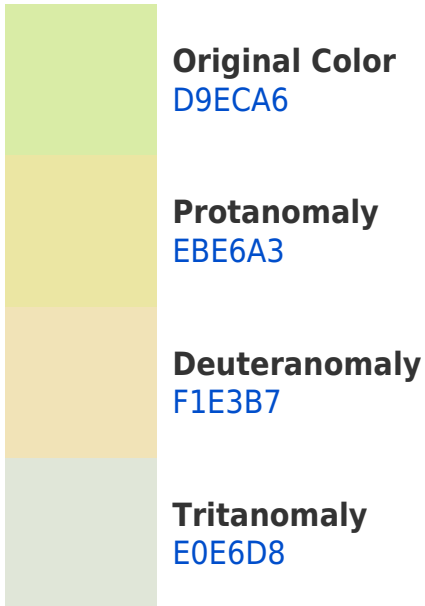 Original Color
D9ECA6
Protanomaly
EBE6A3
Deuteranomaly
F1E3B7
Tritanomaly
E0E6D8